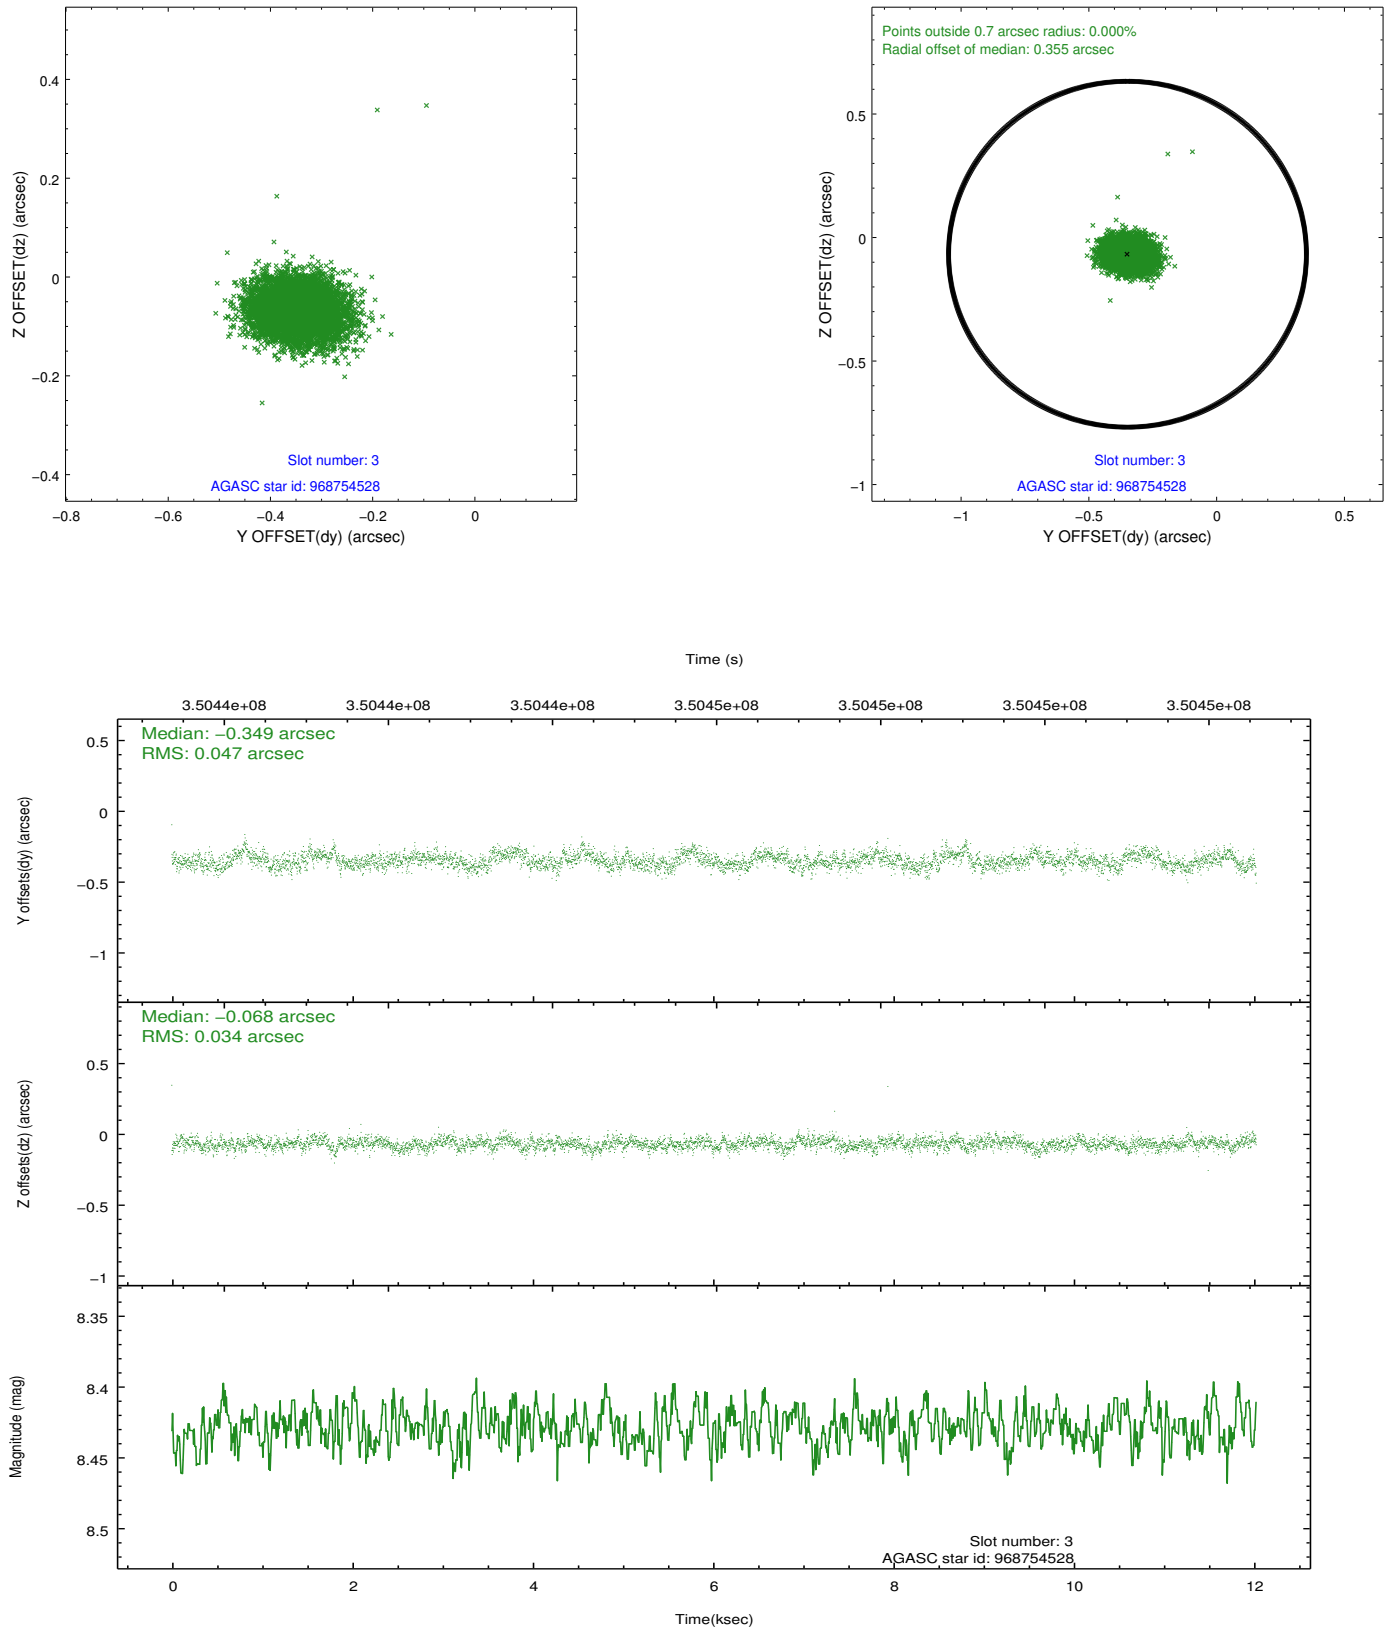 0.4
0.2
0
−0.2
−0.4
Z OFFSET(dz) (arcsec)
Slot number: 3
AGASC star id: 968754528
−0.8 −0.6 −0.4 −0.2 0
Y OFFSET(dy) (arcsec)
Points outside 0.7 arcsec radius: 0.000%
Radial offset of median: 0.355 arcsec
0.5
0
−0.5
−1
Z OFFSET(dz) (arcsec)
Slot number: 3
AGASC star id: 968754528
−1 −0.5 0 0.5
Y OFFSET(dy) (arcsec)
Time (s)
3.5044e+08 3.5044e+08 3.5044e+08 3.5045e+08 3.5045e+08 3.5045e+08 3.5045e+08
Median: −0.349 arcsec
RMS: 0.047 arcsec
0.5
0
−0.5
−1
Y offsets(dy) (arcsec)
Median: −0.068 arcsec
RMS: 0.034 arcsec
0.5
0
−0.5
−1
Z offsets(dz) (arcsec)
8.35
8.4
8.45
8.5
Magnitude (mag)
Slot number: 3
AGASC star id: 968754528
0 2 4 6 8 10 12
Time(ksec)